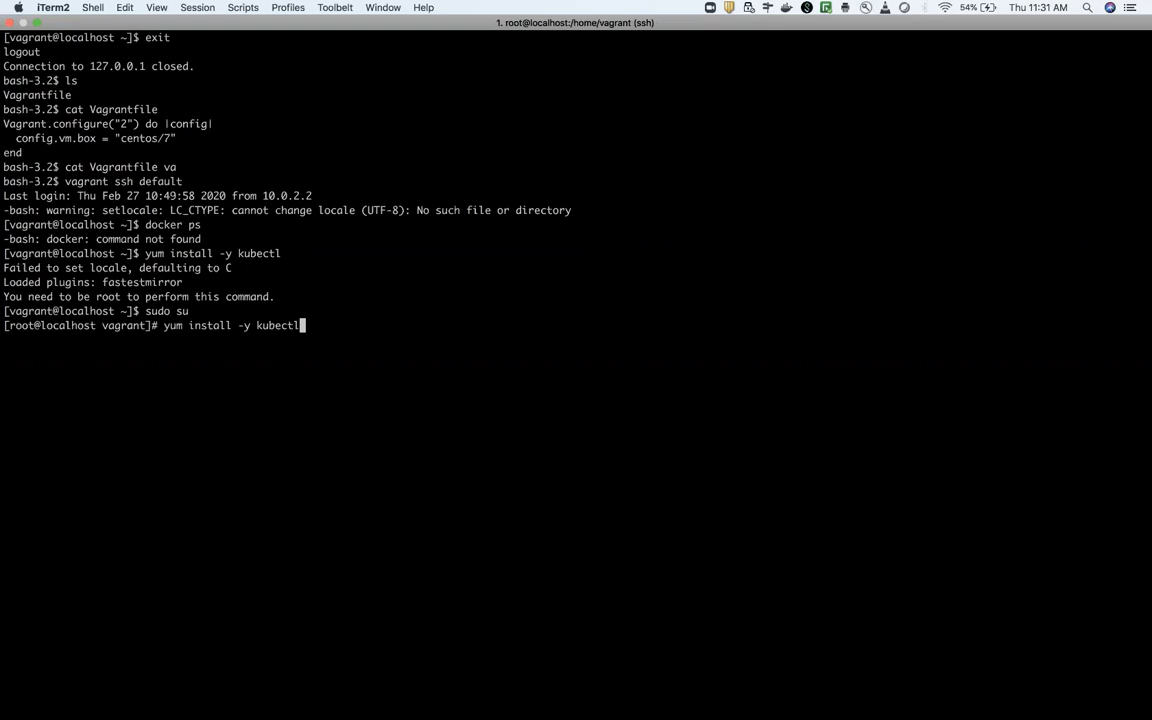 iTerm2 Shell Edit View Session Scripts Profiles Toolbelt Window Help 54% Thu 11:31 AM
1. root@localhost:/home/vagrant (ssh)
[vagrant@localhost ~]$ exit
logout
Connection to 127.0.0.1 closed.
bash-3.2$ ls
Vagrantfile
bash-3.2$ cat Vagrantfile
Vagrant.configure("2") do |config|
  config.vm.box = "centos/7"
end
bash-3.2$ cat Vagrantfile va
bash-3.2$ vagrant ssh default
Last login: Thu Feb 27 10:49:58 2020 from 10.0.2.2
-bash: warning: setlocale: LC_CTYPE: cannot change locale (UTF-8): No such file or directory
[vagrant@localhost ~]$ docker ps
-bash: docker: command not found
[vagrant@localhost ~]$ yum install -y kubectl
Failed to set locale, defaulting to C
Loaded plugins: fastestmirror
You need to be root to perform this command.
[vagrant@localhost ~]$ sudo su
[root@localhost vagrant]# yum install -y kubectl